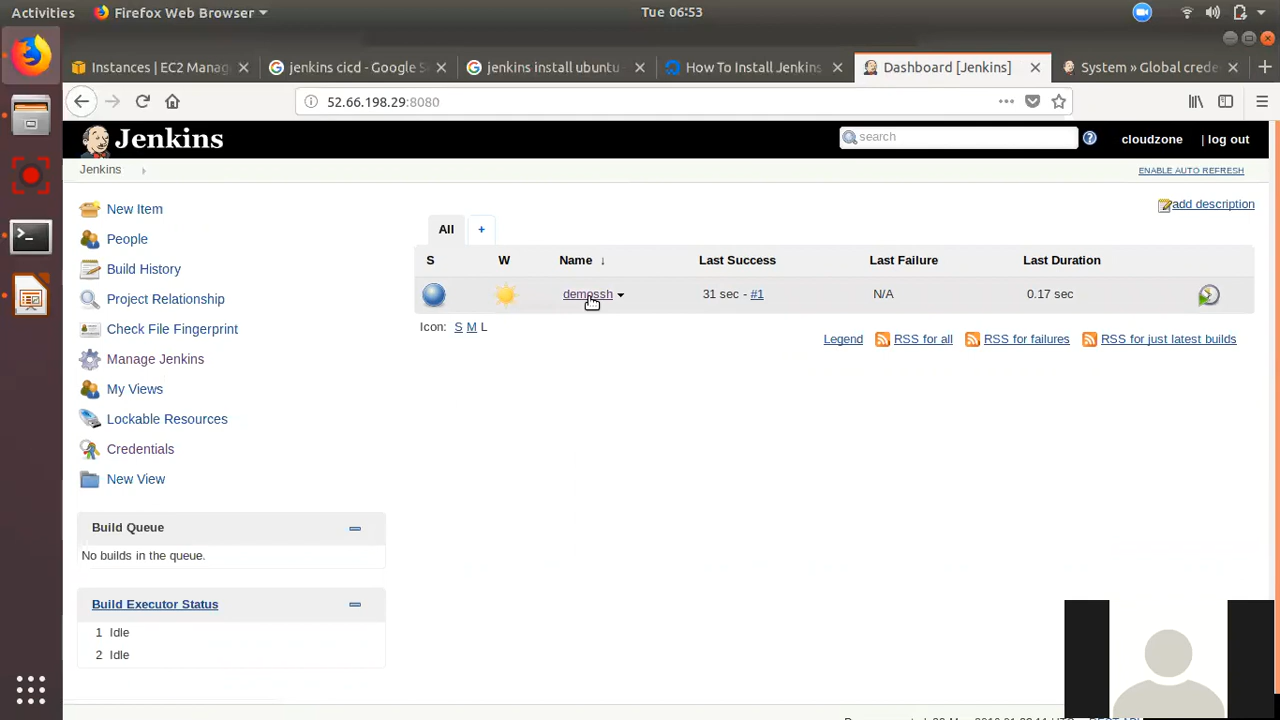 Activities Firefox Web Browser Tue 06:53
Instances | EC2 Manag jenkins cicd - Google S jenkins install ubuntu - How To Install Jenkins Dashboard [Jenkins] System » Global crede
52.66.198.29:8080
Jenkins search cloudzone | log out
Jenkins ENABLE AUTO REFRESH
New Item
People
Build History
Project Relationship
Check File Fingerprint
Manage Jenkins
My Views
Lockable Resources
Credentials
New View
Build Queue
No builds in the queue.
Build Executor Status
1 Idle
2 Idle
add description
All +
S W Name ↓ Last Success Last Failure Last Duration
demossh 31 sec - #1 N/A 0.17 sec
Icon: S M L
Legend RSS for all RSS for failures RSS for just latest builds